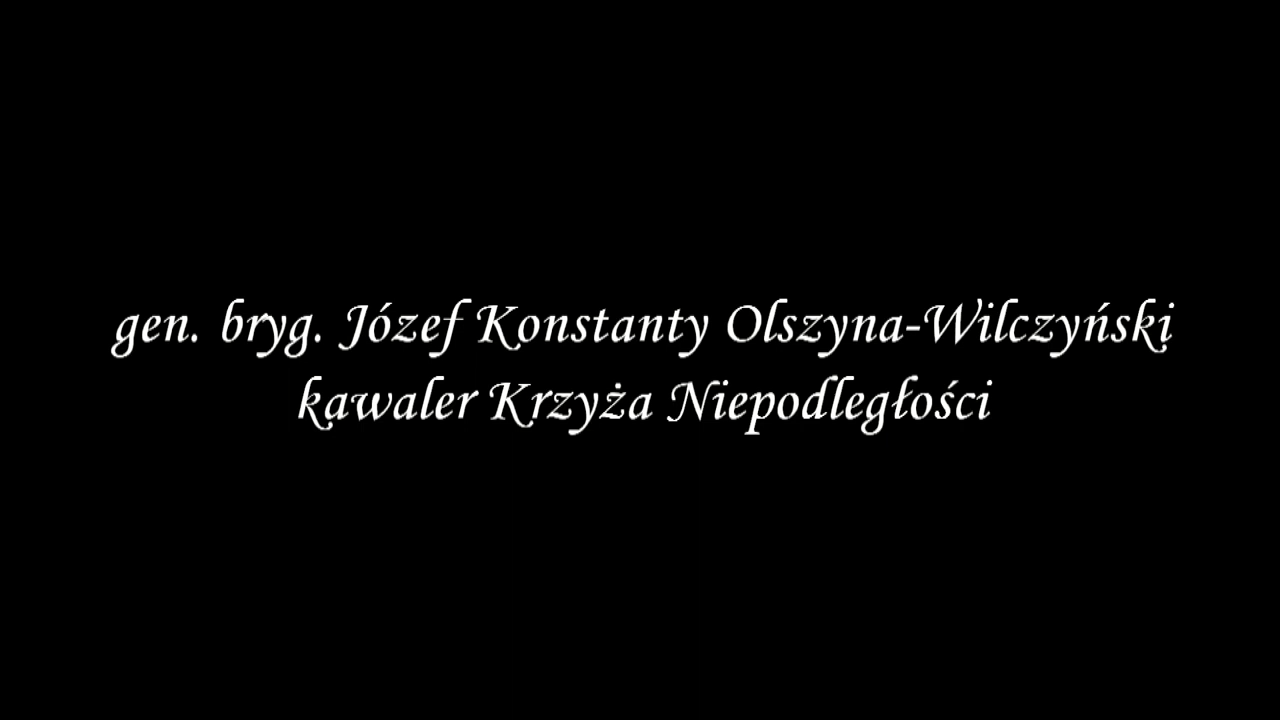 gen. bryg. Józef Konstanty Olszyna-Wilczyński
kawaler Krzyża Niepodległości